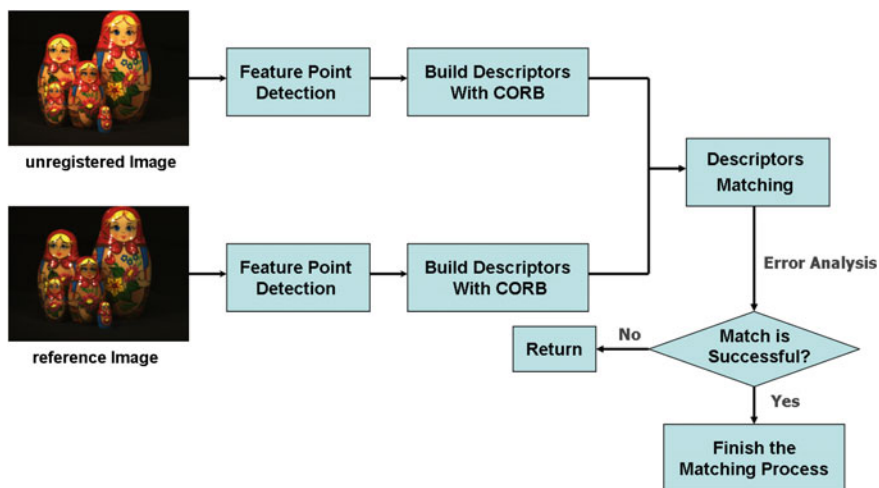 unregistered Image
Feature Point
Detection
Build Descriptors
With CORB
reference Image
Feature Point
Detection
Build Descriptors
With CORB
Descriptors
Matching
Error Analysis
Match is
Successful?
No
Return
Yes
Finish the
Matching Process